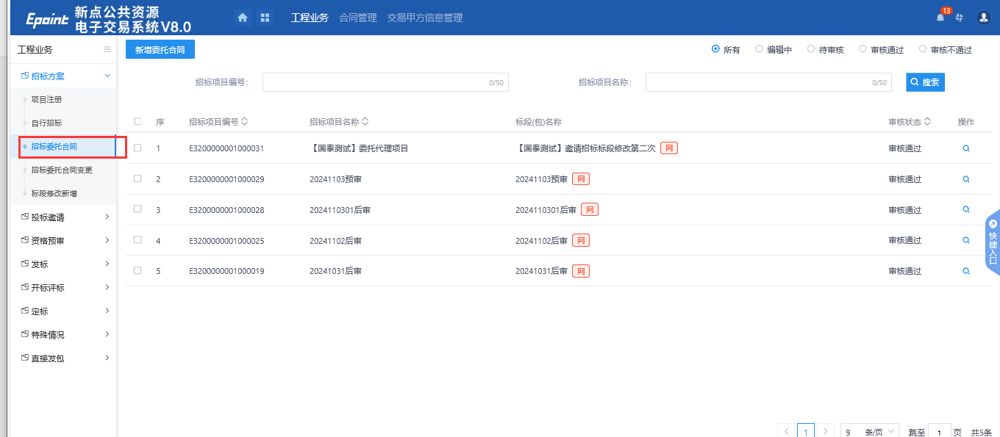 Epoint 新点公共资源
电子交易系统V8.0
工程业务 合同管理 交易甲方信息管理
13
工程业务
招标方案
项目注册
自行招标
招标委托合同
招标委托合同变更
标段修改新增
投标邀请
资格预审
发标
开标评标
定标
特殊情况
直接发包
新增委托合同
所有 编辑中 待审核 审核通过 审核不通过
招标项目编号: 0/50 招标项目名称: 0/50 搜索
序 招标项目编号 招标项目名称 标段(包)名称 审核状态 操作
1 E3200000001000031 【国泰测试】委托代理项目 【国泰测试】邀请招标标段修改第二次 网 审核通过
2 E3200000001000029 20241103预审 20241103预审 网 审核通过
3 E3200000001000028 2024110301后审 2024110301后审 网 审核通过
4 E3200000001000025 20241102后审 20241102后审 网 审核通过
5 E3200000001000019 20241031后审 20241031后审 网 审核通过
快捷入口
1 9 条/页 跳至 1 页 共5条